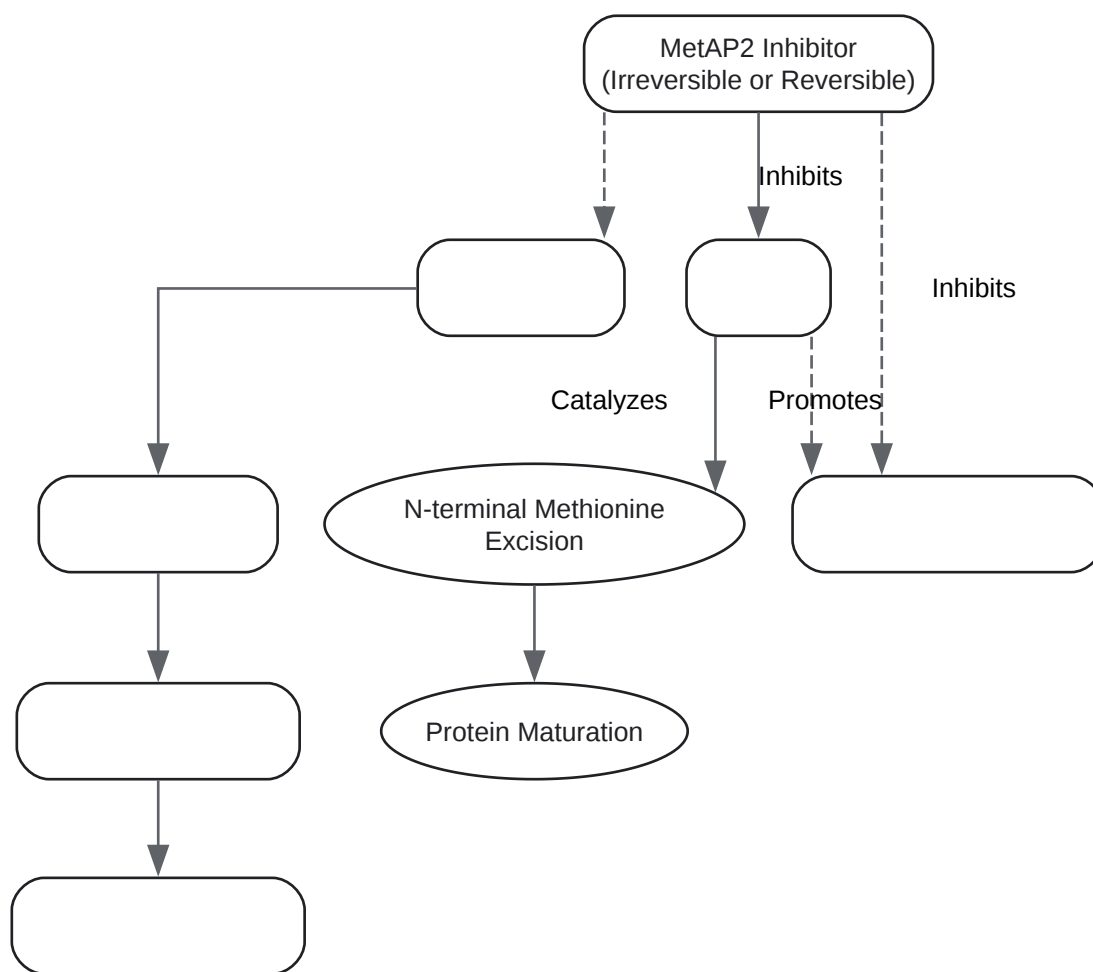 MetAP2 Inhibitor
(Irreversible or Reversible)
Inhibits
Inhibits
Catalyzes
Promotes
N-terminal Methionine
Excision
Protein Maturation